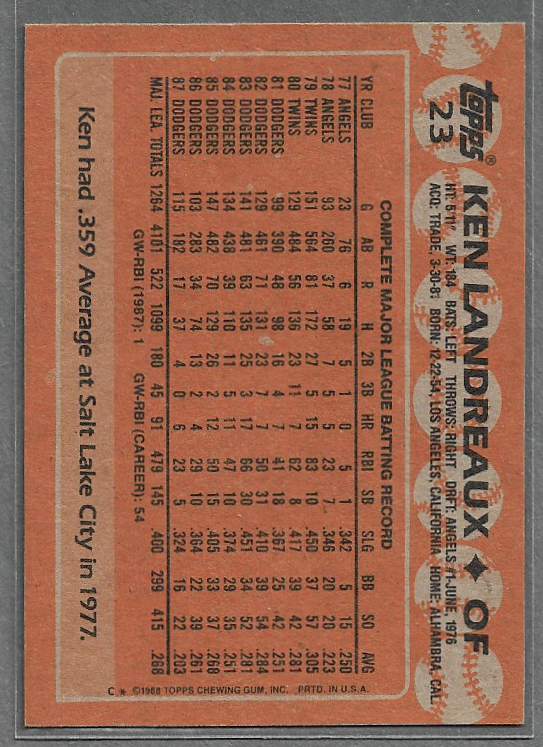 Topps®
23
KEN LANDREAUX ♦ OF
HT: 5'11" WT: 184 BATS: LEFT THROWS: RIGHT DRFT: ANGELS #1-JUNE, 1976
ACQ: TRADE, 3-30-81 BORN: 12-22-54, LOS ANGELES, CALIFORNIA HOME: ALHAMBRA, CAL.
COMPLETE MAJOR LEAGUE BATTING RECORD
YR CLUB G AB R H 2B 3B HR RBI SB SLG BB SO AVG
77 ANGELS 23 76 6 19 5 1 0 5 1 .342 5 15 .250
78 ANGELS 93 260 37 58 7 5 5 23 7 .346 20 20 .223
79 TWINS 151 564 81 172 27 5 15 83 10 .450 37 57 .305
80 TWINS 129 484 56 136 23 11 7 62 8 .417 39 42 .281
81 DODGERS 99 390 48 98 16 4 7 41 18 .367 25 42 .251
82 DODGERS 129 461 71 131 23 7 7 50 31 .410 39 54 .284
83 DODGERS 141 481 63 135 25 3 17 66 30 .451 34 52 .281
84 DODGERS 134 438 39 110 11 5 11 47 10 .374 29 35 .251
85 DODGERS 147 482 70 129 26 2 12 50 15 .405 33 37 .268
86 DODGERS 103 283 34 74 13 2 4 29 10 .364 22 39 .261
87 DODGERS 115 182 17 37 4 0 6 23 5 .324 16 22 .203
MAJ. LEA. TOTALS 1264 4101 522 1099 180 45 91 479 145 .400 299 415 .268
GW-RBI (1987): 1 GW-RBI (CAREER): 54
C * ©1988 TOPPS CHEWING GUM, INC. PRTD. IN U.S.A.
Ken had .359 Average at Salt Lake City in 1977.